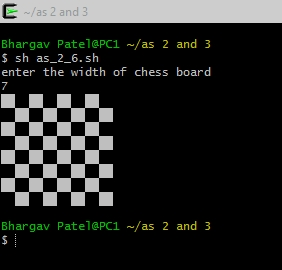 ~/as 2 and 3
Bhargav Patel@PC1 ~/as 2 and 3
$ sh as_2_6.sh
enter the width of chess board
7
Bhargav Patel@PC1 ~/as 2 and 3
$